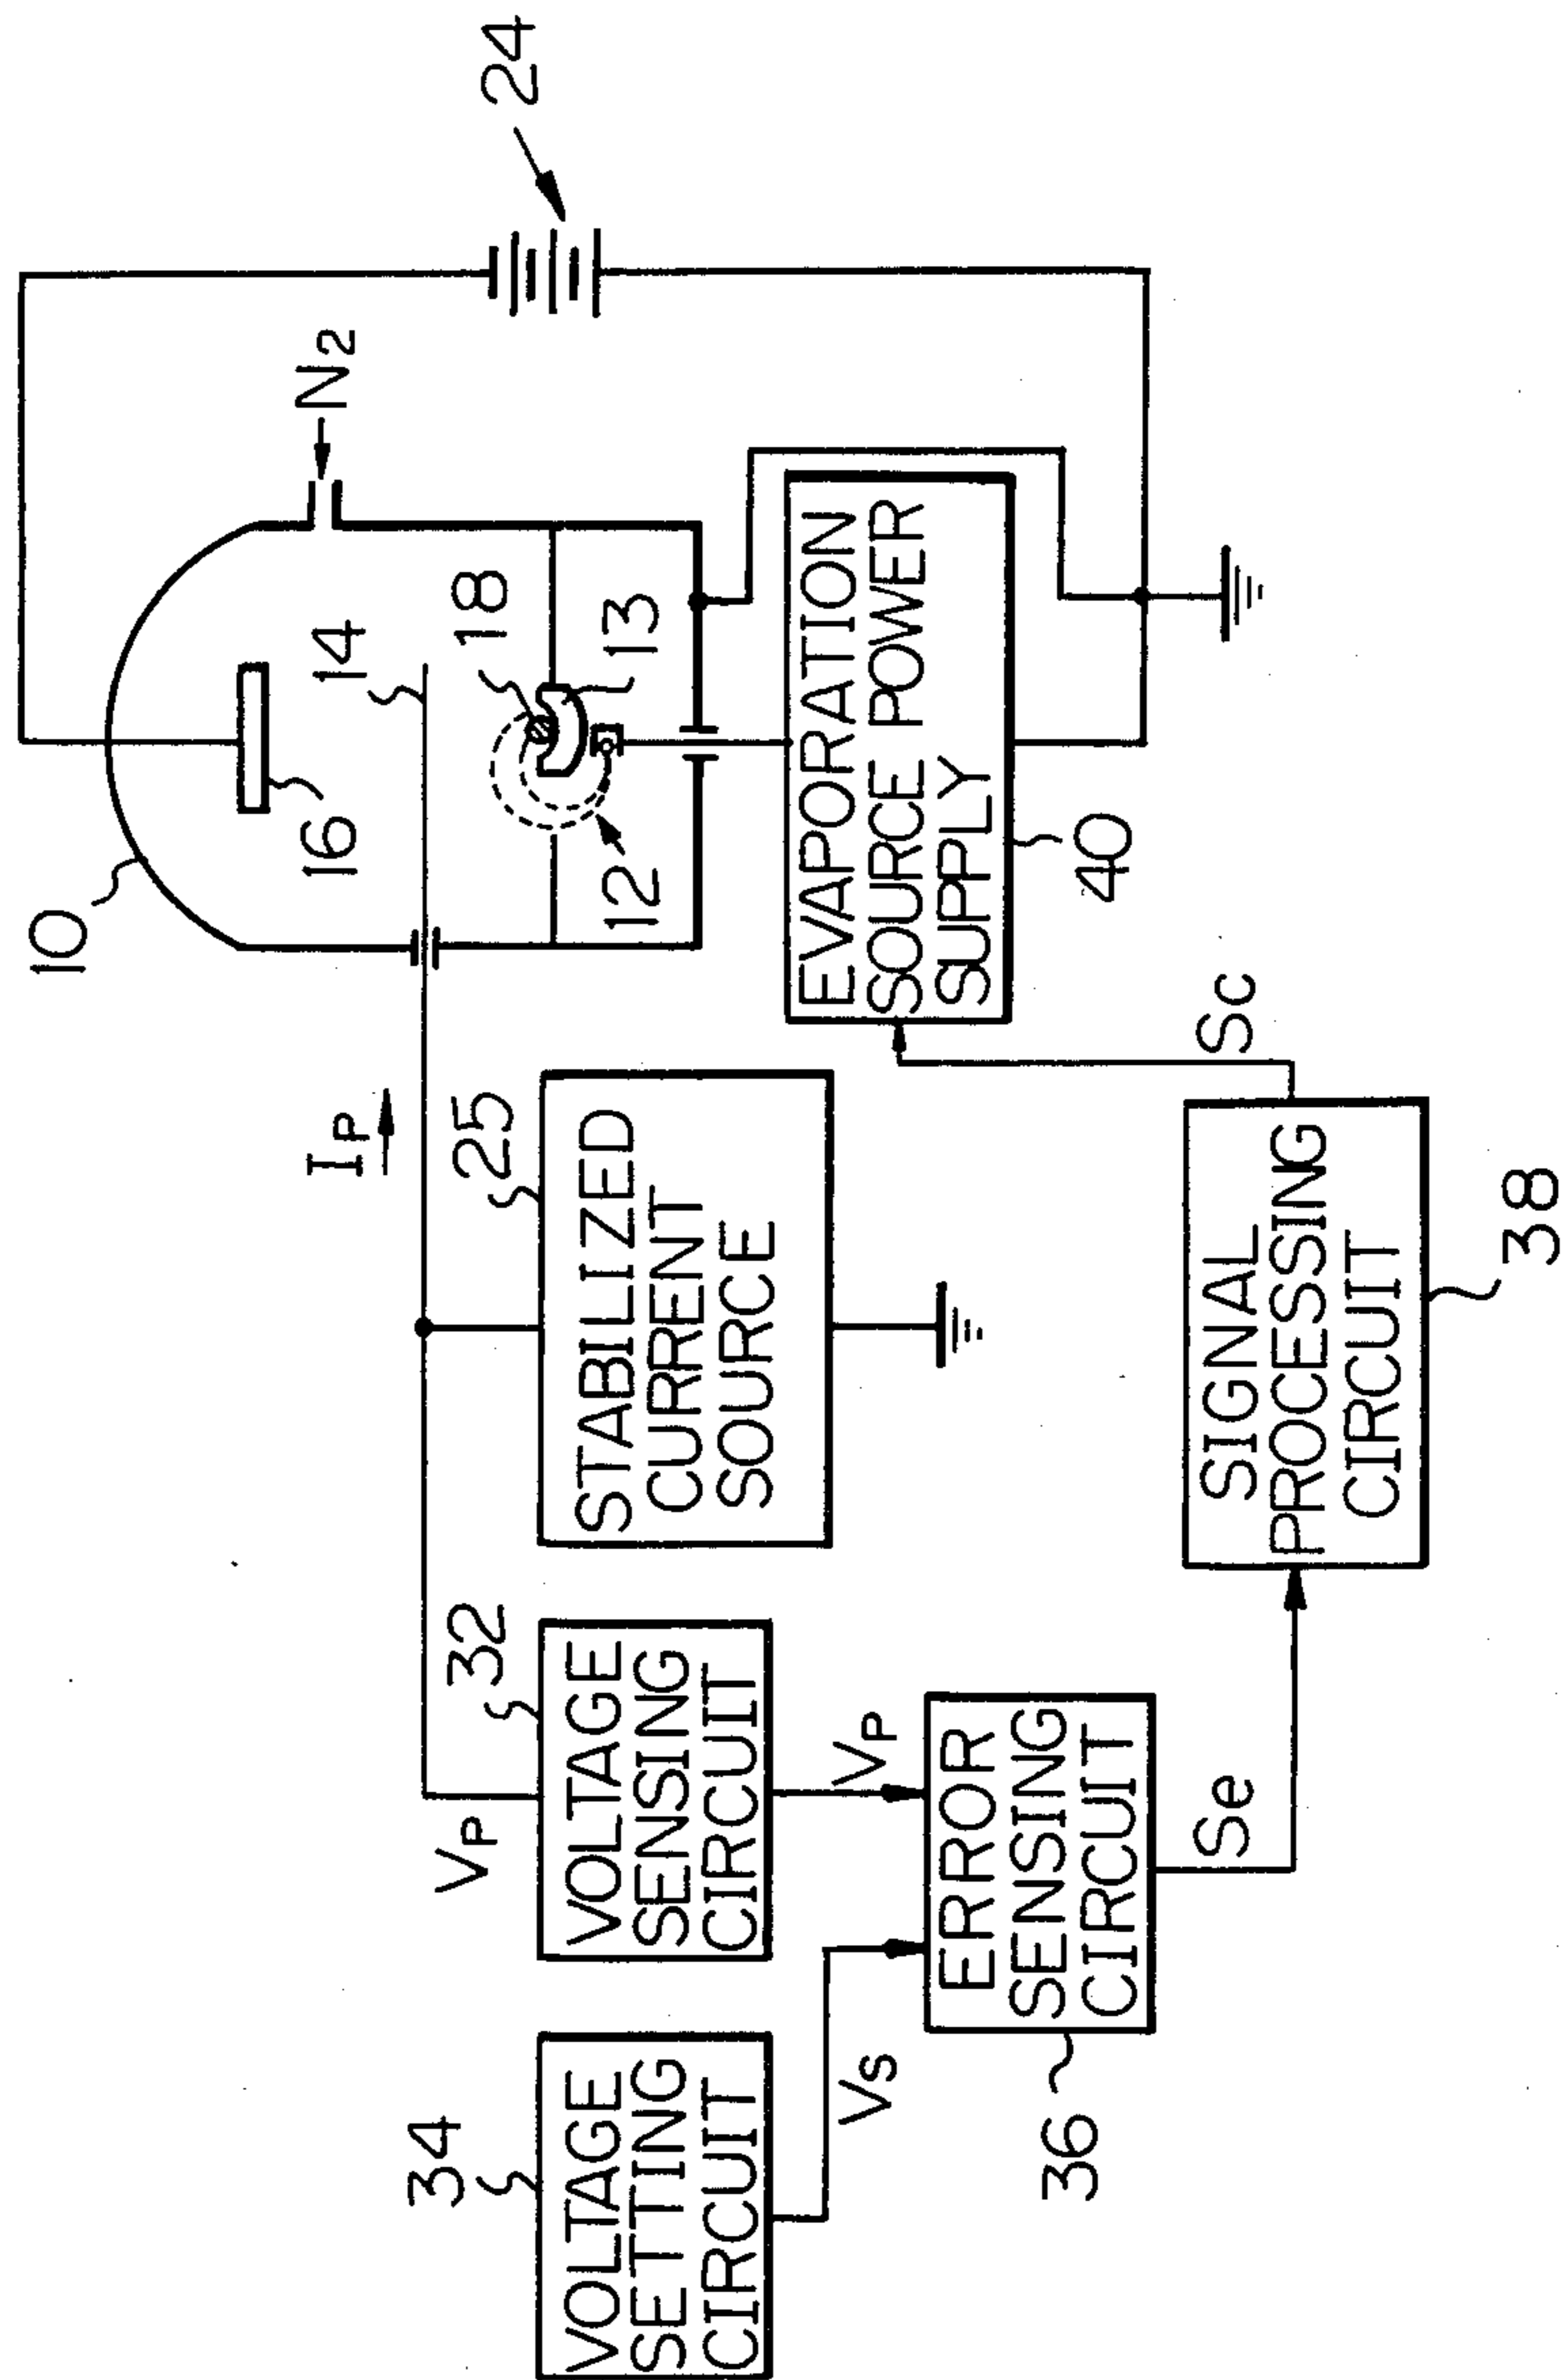 24
N2
10
14
18
13
16
12
EVAPORATION
SOURCE POWER
SUPPLY
40
IP
25
STABILIZED
CURRENT
SOURCE
Sc
SIGNAL
PROCESSING
CIRCUIT
38
VP
32
VOLTAGE
SENSING
CIRCUIT
VP
34
VOLTAGE
SETTING
CIRCUIT
Vs
ERROR
SENSING
CIRCUIT
36
Se